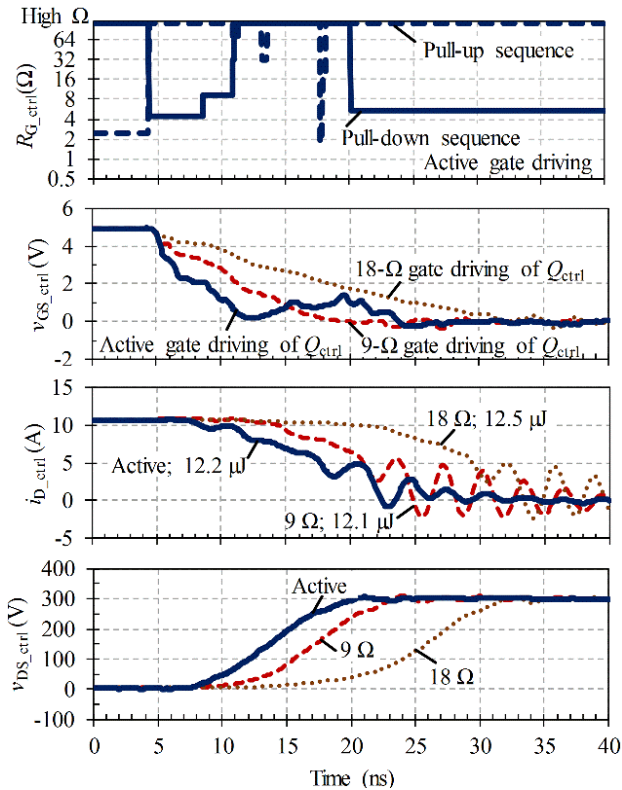 High Ω
64
32
16
8
4
2
1
0.5
R_G_ctrl(Ω)
Pull-up sequence
Pull-down sequence
Active gate driving
6
4
2
0
-2
v_GS_ctrl (V)
18-Ω gate driving of Q_ctrl
Active gate driving of Q_ctrl
9-Ω gate driving of Q_ctrl
15
10
5
0
-5
i_D_ctrl (A)
18 Ω; 12.5 µJ
Active; 12.2 µJ
9 Ω; 12.1 µJ
400
300
200
100
0
-100
v_DS_ctrl (V)
Active
9 Ω
18 Ω
0 5 10 15 20 25 30 35 40
Time (ns)